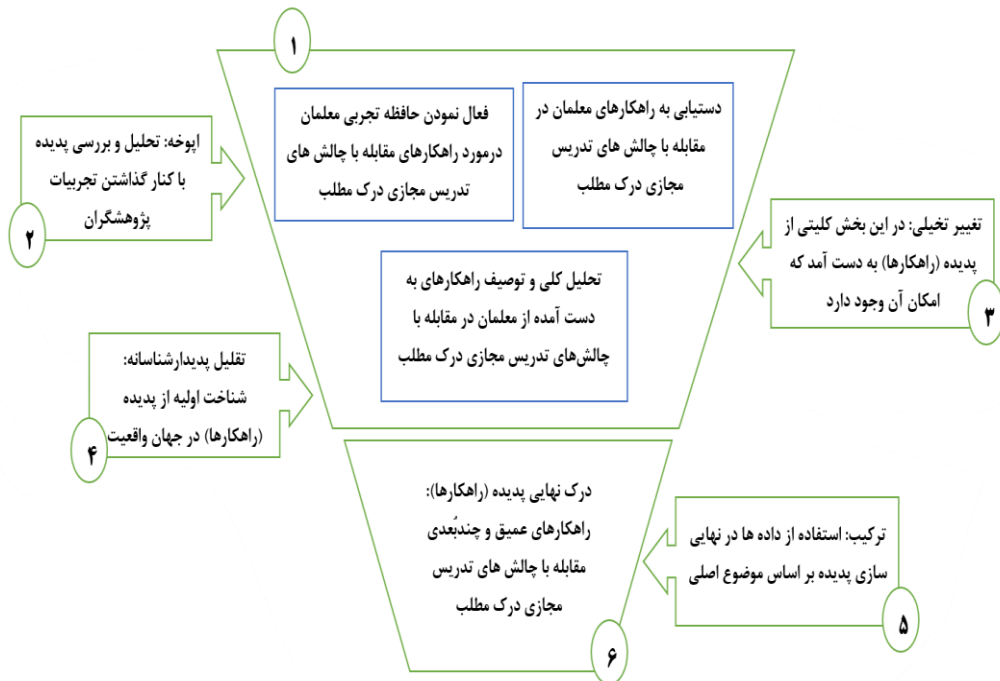 ۱
فعال نمودن حافظه تجربی معلمان
درمورد راهکارهای مقابله با چالش های
تدریس مجازی درک مطلب
دستیابی به راهکارهای معلمان در
مقابله با چالش های تدریس
مجازی درک مطلب
تحلیل کلی و توصیف راهکارهای به
دست آمده از معلمان در مقابله با
چالش‌های تدریس مجازی درک مطلب
اپوخه: تحلیل و بررسی پدیده
با کنار گذاشتن تجربیات
پژوهشگران
۲
تغییر تخیلی: در این بخش کلیتی از
پدیده (راهکارها) به دست آمد که
امکان آن وجود دارد
۳
تقلیل پدیدارشناسانه:
شناخت اولیه از پدیده
(راهکارها) در جهان واقعیت
۴
ترکیب: استفاده از داده ها در نهایی
سازی پدیده بر اساس موضوع اصلی
۵
درک نهایی پدیده (راهکارها):
راهکارهای عمیق و چندبُعدی
مقابله با چالش های تدریس
مجازی درک مطلب
۶